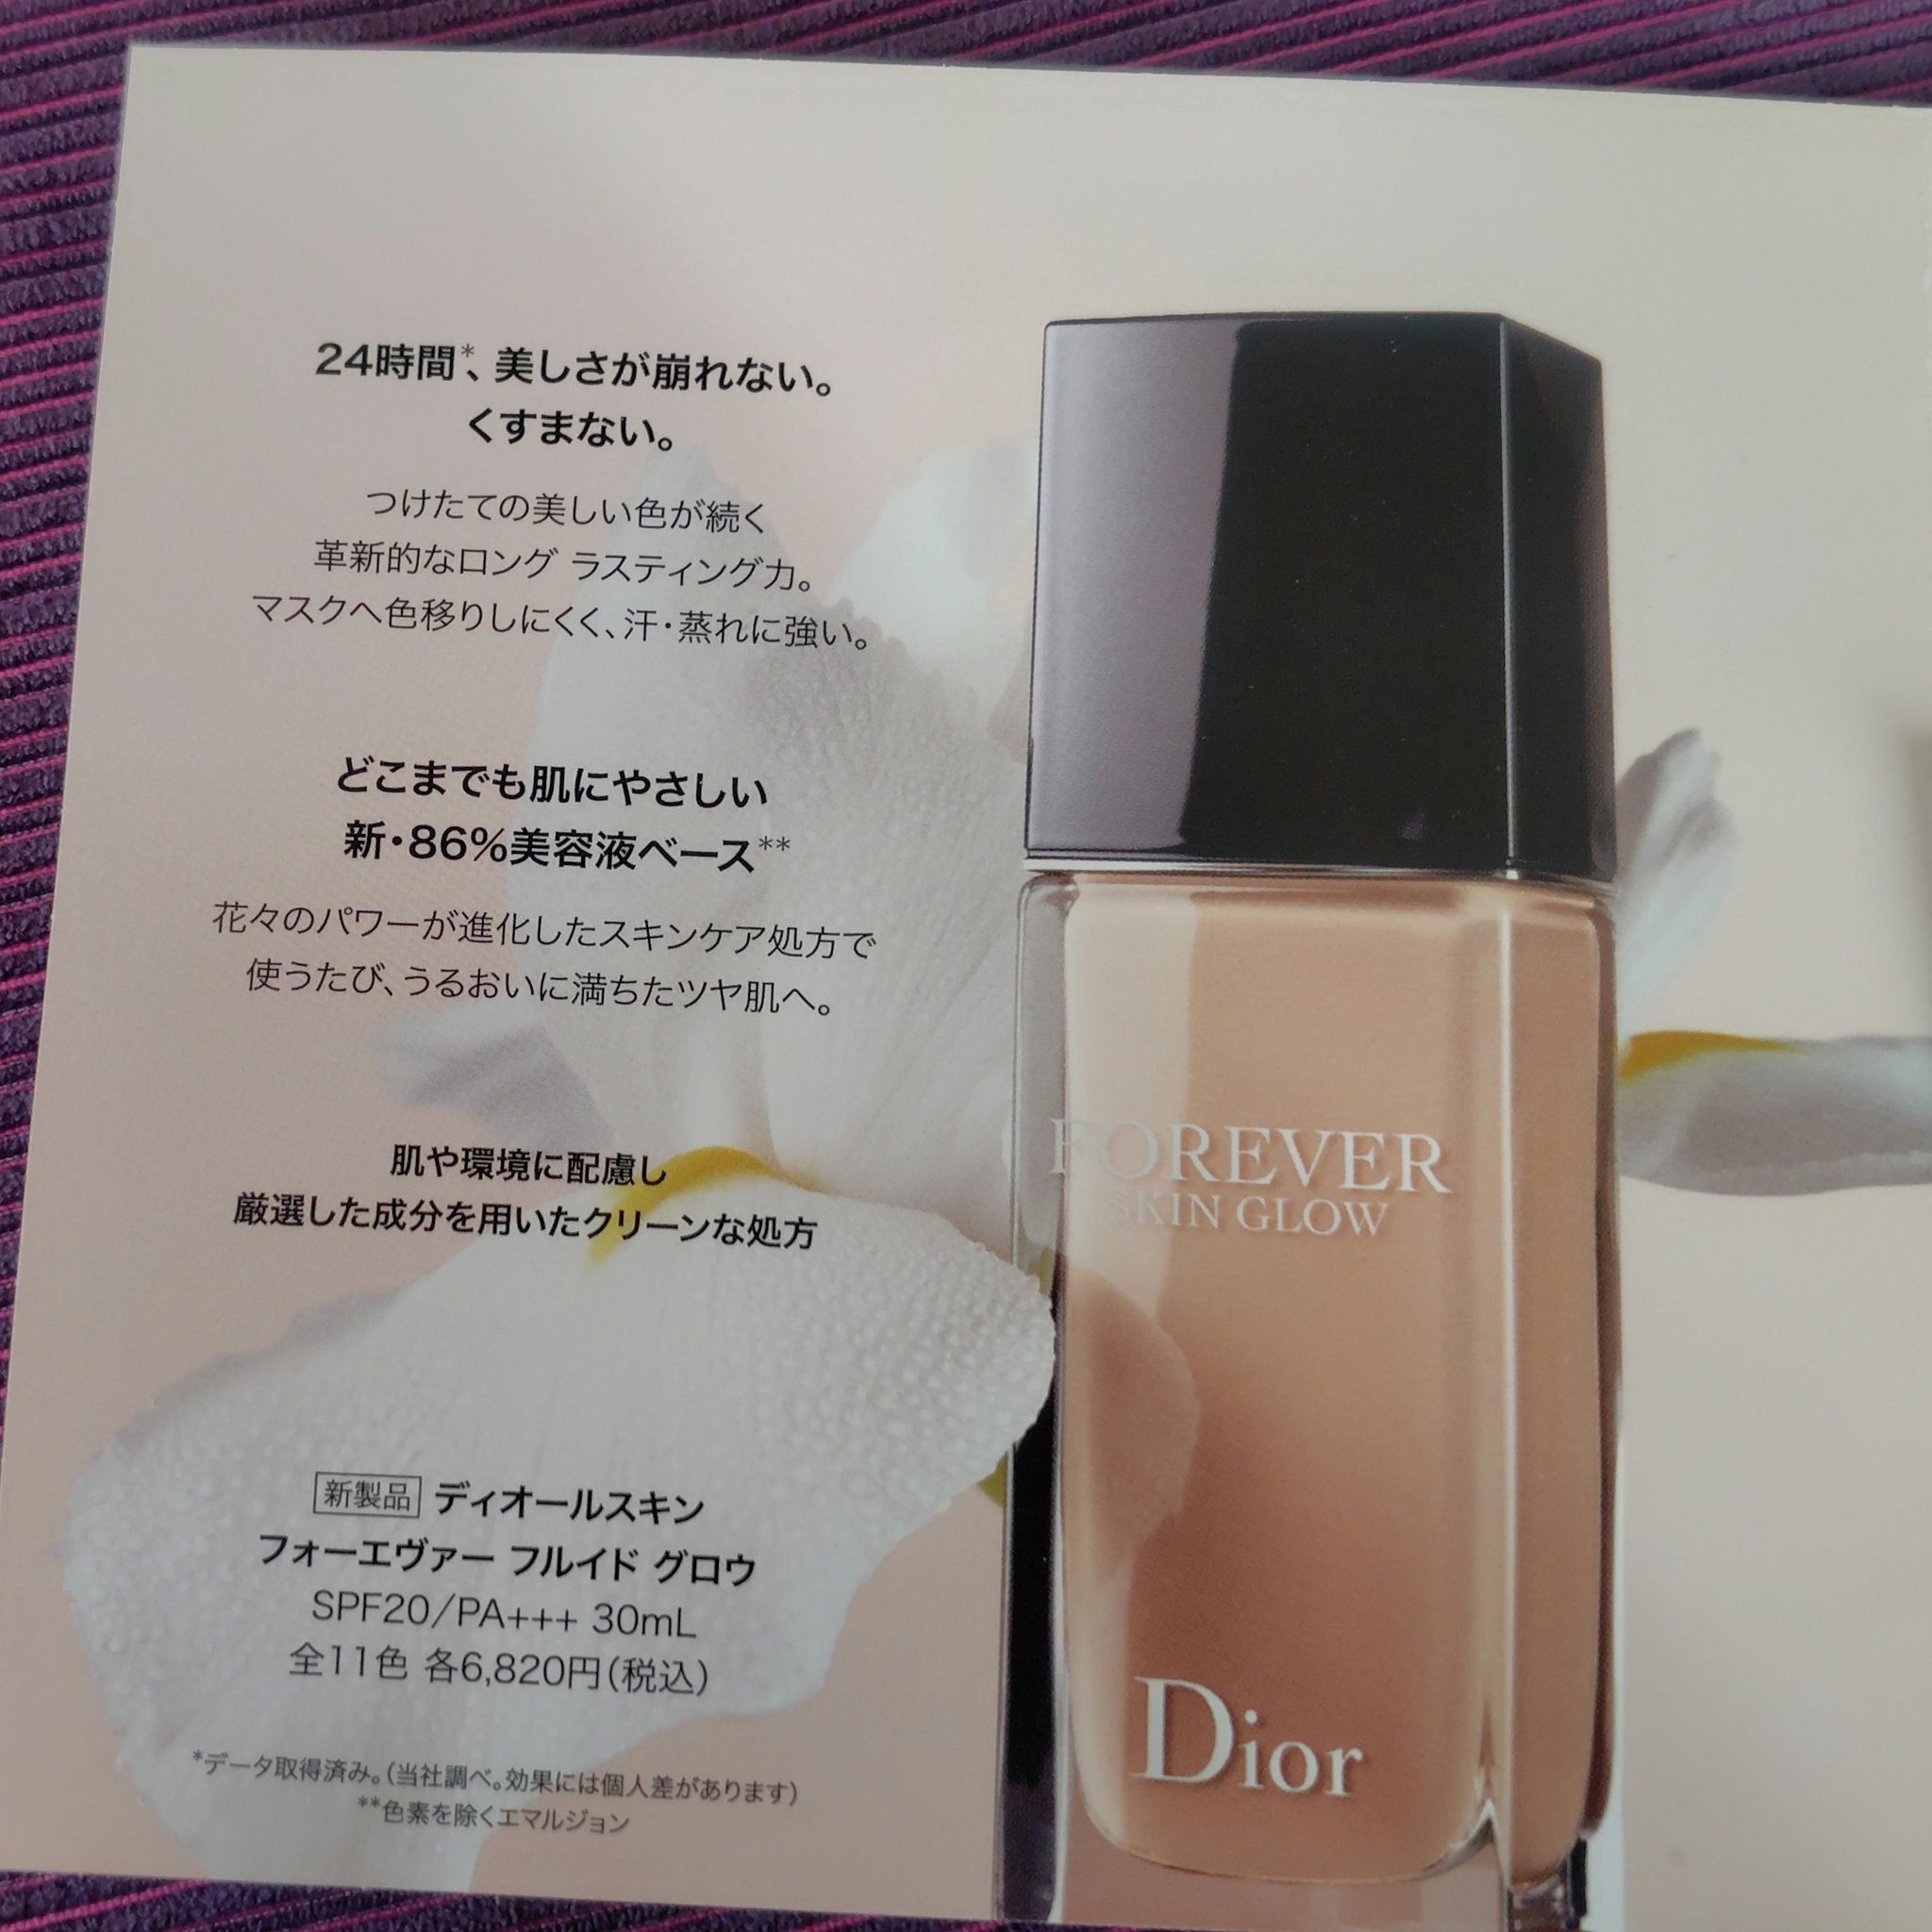 24時間*、美しさが崩れない。
くすまない。
つけたての美しい色が続く
革新的なロング ラスティング力。
マスクへ色移りしにくく、汗・蒸れに強い。
どこまでも肌にやさしい
新・86%美容液ベース**
花々のパワーが進化したスキンケア処方で
使うたび、うるおいに満ちたツヤ肌へ。
肌や環境に配慮し
厳選した成分を用いたクリーンな処方
新製品 ディオールスキン
フォーエヴァー フルイド グロウ
SPF20/PA+++ 30mL
全11色 各6,820円(税込)
*データ取得済み。(当社調べ。効果には個人差があります)
**色素を除くエマルジョン
FOREVER
SKIN GLOW
Dior